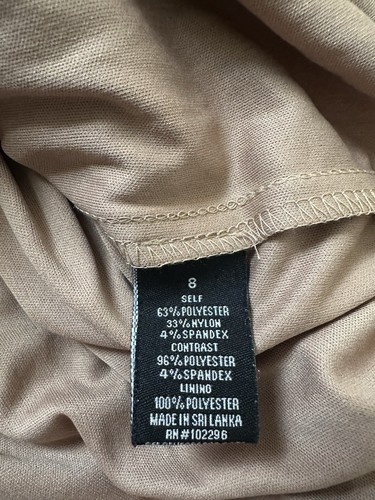 8
SELF
63%POLYESTER
33%NYLON
4%SPANDEX
CONTRAST
96%POLYESTER
4%SPANDEX
LINING
100%POLYESTER
MADE IN SRI LANKA
RN#102296